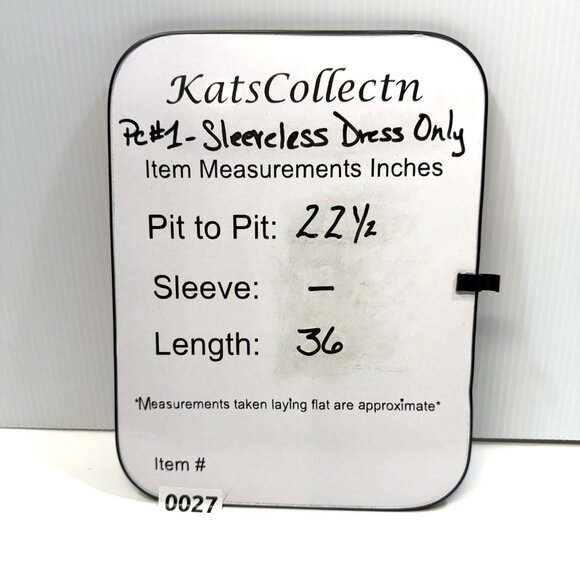 KatsCollectn
Pc#1-Sleeveless Dress Only
Item Measurements Inches
Pit to Pit: 22½
Sleeve: –
Length: 36
*Measurements taken laying flat are approximate*
Item #
0027